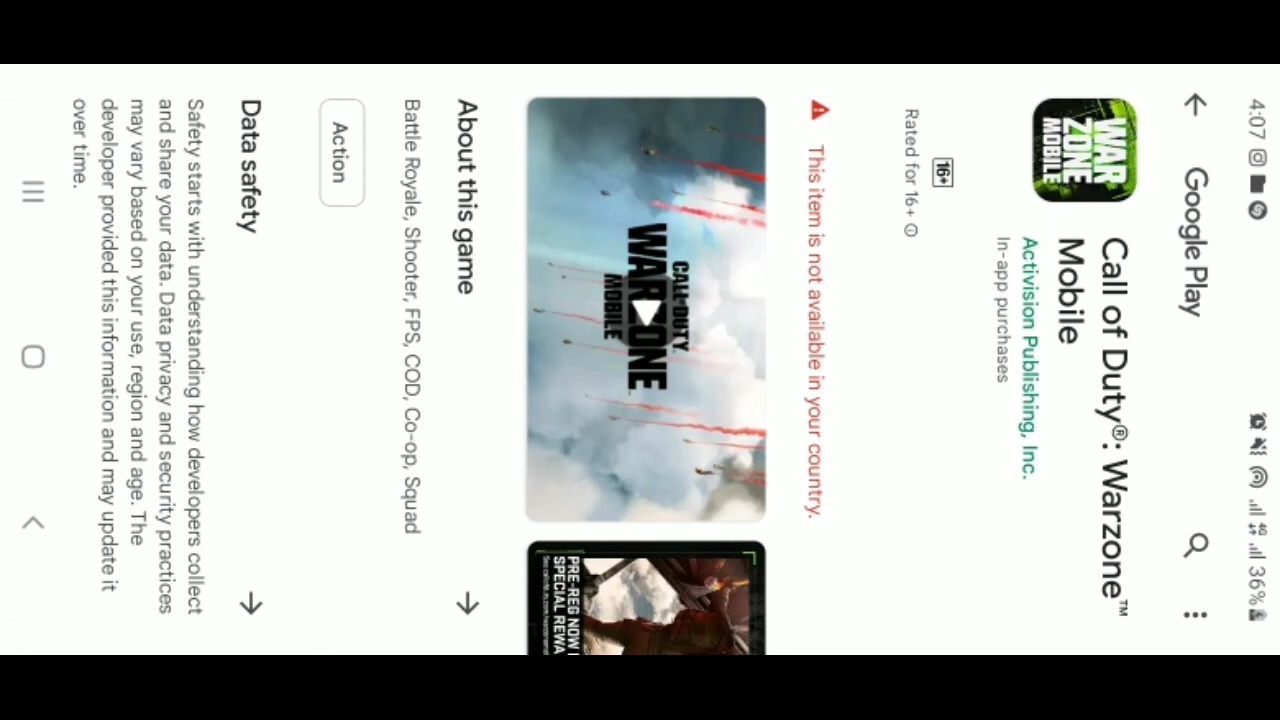 4:07 4G 36%
Google Play
WAR
ZONE
MOBILE
Call of Duty®: Warzone™
Mobile
Activision Publishing, Inc.
In-app purchases
16+
Rated for 16+
This item is not available in your country.
CALL OF DUTY
WARZONE
MOBILE
PRE-REG NOW
SPECIAL REWA
About this game
Battle Royale, Shooter, FPS, COD, Co-op, Squad
Action
Data safety
Safety starts with understanding how developers collect
and share your data. Data privacy and security practices
may vary based on your use, region and age. The
developer provided this information and may update it
over time.